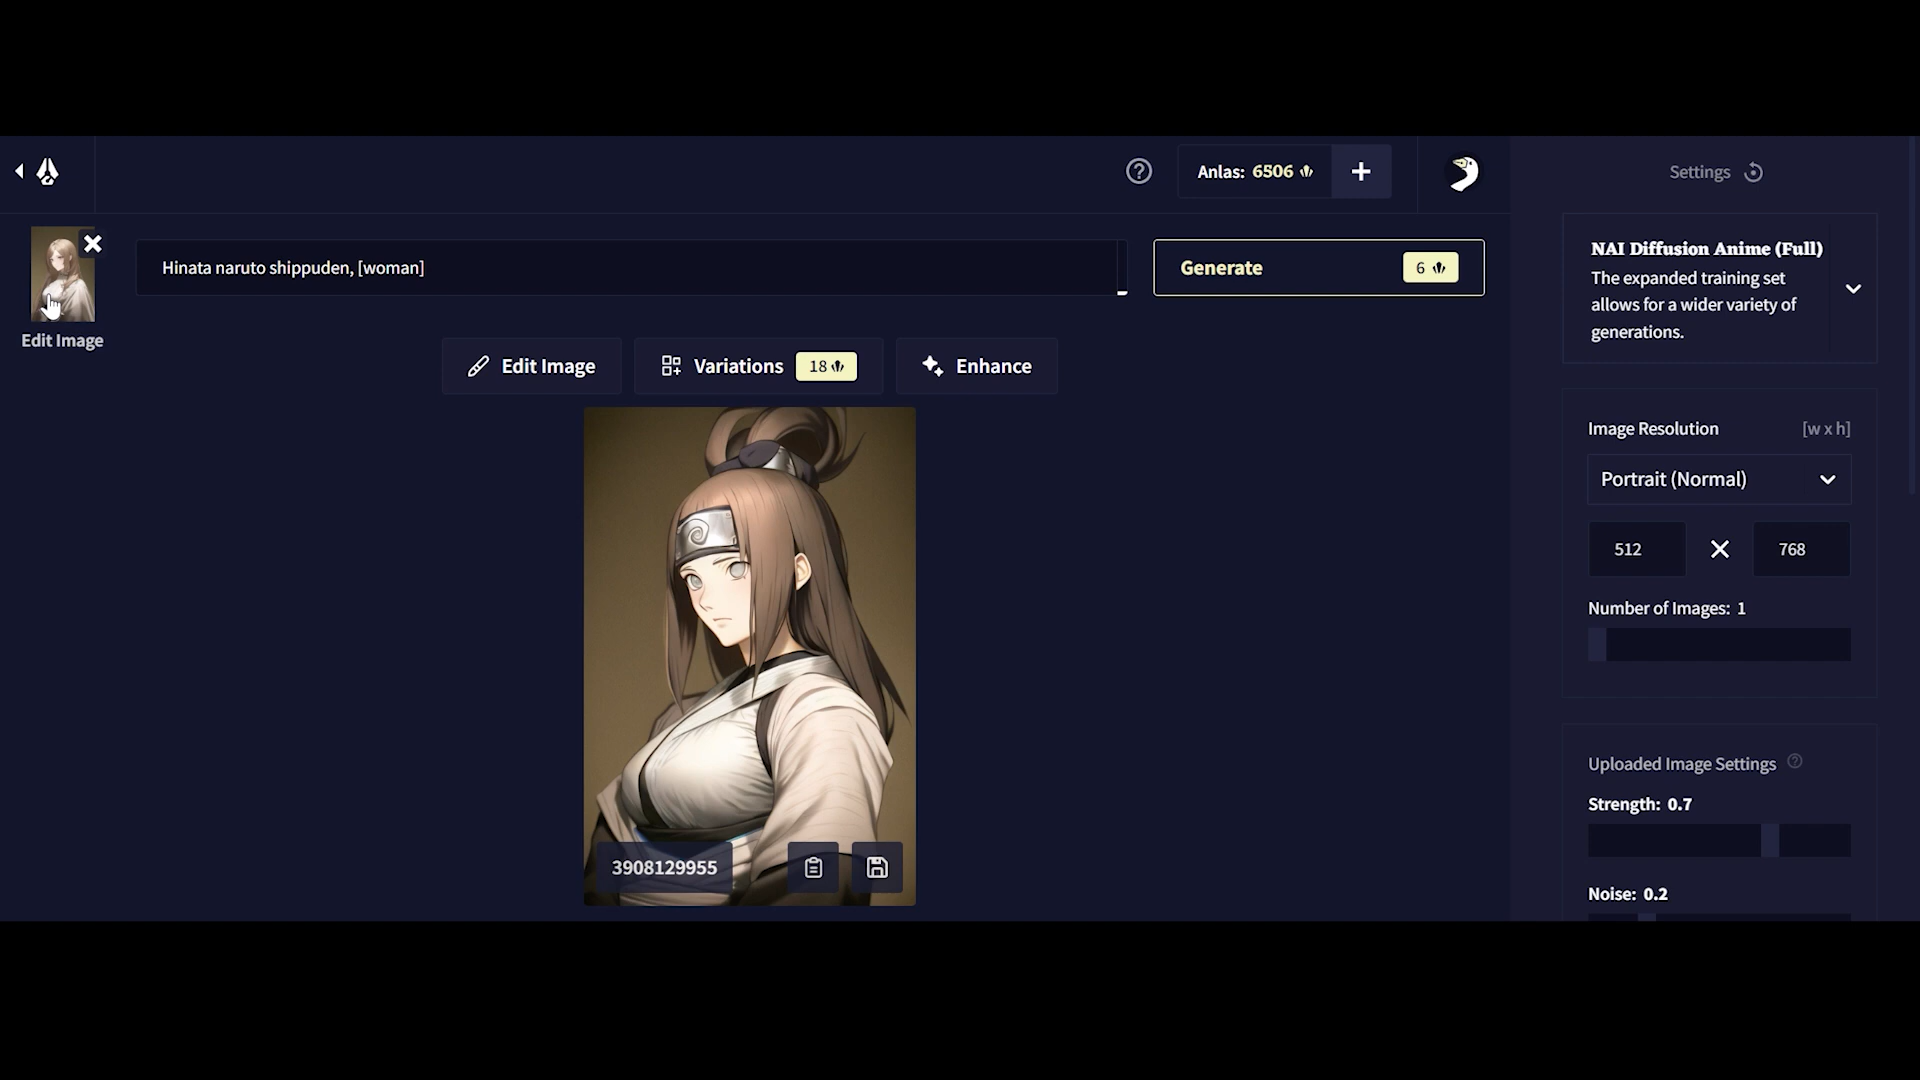 Anlas: 6506
Settings
Hinata naruto shippuden, [woman]
Generate
6
NAI Diffusion Anime (Full)
The expanded training set
allows for a wider variety of
generations.
Edit Image
Edit Image
Variations
18
Enhance
Image Resolution
[w x h]
Portrait (Normal)
512
768
Number of Images: 1
Uploaded Image Settings
Strength: 0.7
Noise: 0.2
3908129955